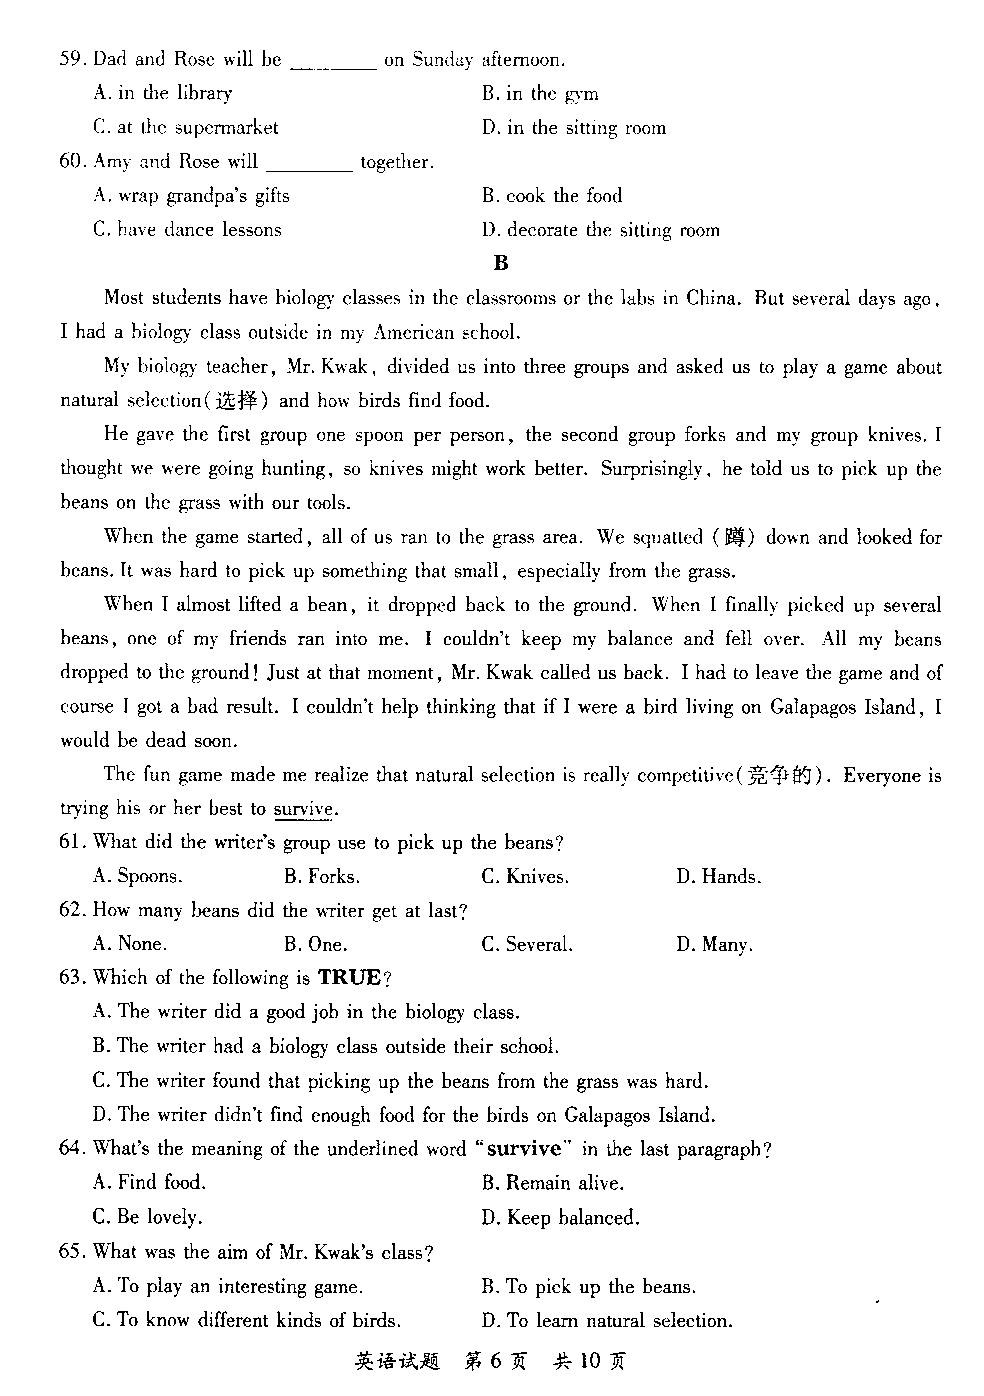 59. Dad and Rose will be ________ on Sunday afternoon.
A. in the library B. in the gym
C. at the supermarket D. in the sitting room
60. Amy and Rose will ________ together.
A. wrap grandpa's gifts B. cook the food
C. have dance lessons D. decorate the sitting room
B
Most students have biology classes in the classrooms or the labs in China. But several days ago,
I had a biology class outside in my American school.
My biology teacher, Mr. Kwak, divided us into three groups and asked us to play a game about
natural selection(选择) and how birds find food.
He gave the first group one spoon per person, the second group forks and my group knives. I
thought we were going hunting, so knives might work better. Surprisingly, he told us to pick up the
beans on the grass with our tools.
When the game started, all of us ran to the grass area. We squatted (蹲) down and looked for
beans. It was hard to pick up something that small, especially from the grass.
When I almost lifted a bean, it dropped back to the ground. When I finally picked up several
beans, one of my friends ran into me. I couldn't keep my balance and fell over. All my beans
dropped to the ground! Just at that moment, Mr. Kwak called us back. I had to leave the game and of
course I got a bad result. I couldn't help thinking that if I were a bird living on Galapagos Island, I
would be dead soon.
The fun game made me realize that natural selection is really competitive(竞争的). Everyone is
trying his or her best to survive.
61. What did the writer's group use to pick up the beans?
A. Spoons. B. Forks. C. Knives. D. Hands.
62. How many beans did the writer get at last?
A. None. B. One. C. Several. D. Many.
63. Which of the following is TRUE?
A. The writer did a good job in the biology class.
B. The writer had a biology class outside their school.
C. The writer found that picking up the beans from the grass was hard.
D. The writer didn't find enough food for the birds on Galapagos Island.
64. What's the meaning of the underlined word "survive" in the last paragraph?
A. Find food. B. Remain alive.
C. Be lovely. D. Keep balanced.
65. What was the aim of Mr. Kwak's class?
A. To play an interesting game. B. To pick up the beans.
C. To know different kinds of birds. D. To learn natural selection.
英语试题 第6页 共10页